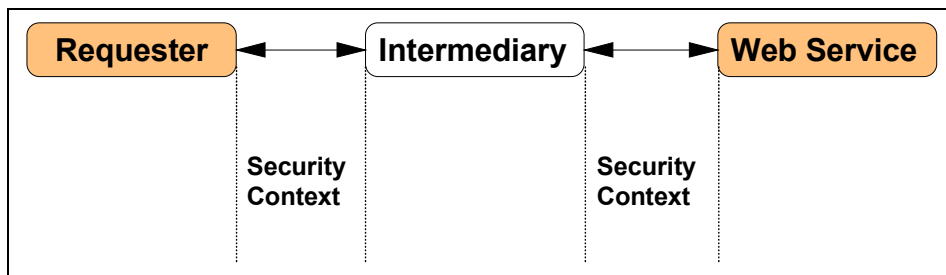 Requester
Intermediary
Web Service
Security
Context
Security
Context